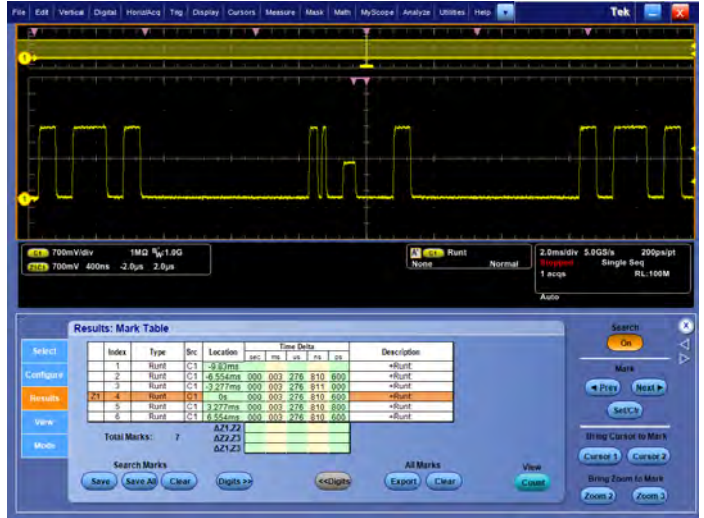 File Edit Vertical Digital Horiz/Acq Trig Display Cursors Measure Mask Math MyScope Analyze Utilities Help Tek
C1 700mV/div 1MΩ BW:1.0G
Z1C1 700mV 400ns -2.0µs 2.0µs
A' C1 Runt
None Normal
2.0ms/div 5.0GS/s 200ps/pt
Stopped Single Seq
1 acqs RL:100M
Auto
Results: Mark Table
Select
Configure
Results
View
Mode
Index Type Src Location Time Delta Description
sec ms us ns ps
1 Runt C1 -9.83ms +Runt:
2 Runt C1 -6.554ms 000 003 276 810 600 +Runt:
3 Runt C1 -3.277ms 000 003 276 811 000 +Runt:
Z1 4 Runt C1 0s 000 003 276 810 800 +Runt:
5 Runt C1 3.277ms 000 003 276 810 800 +Runt:
6 Runt C1 6.554ms 000 003 276 810 600 +Runt:
Total Marks: 7
ΔZ1,Z2
ΔZ2,Z3
ΔZ1,Z3
Search Marks
Save Save All Clear
Digits >>
<<Digits
All Marks
Export Clear
View
Count
Search
On
Mark
Prev Next
Set/Clr
Bring Cursor to Mark
Cursor 1 Cursor 2
Bring Zoom to Mark
Zoom 2 Zoom 3